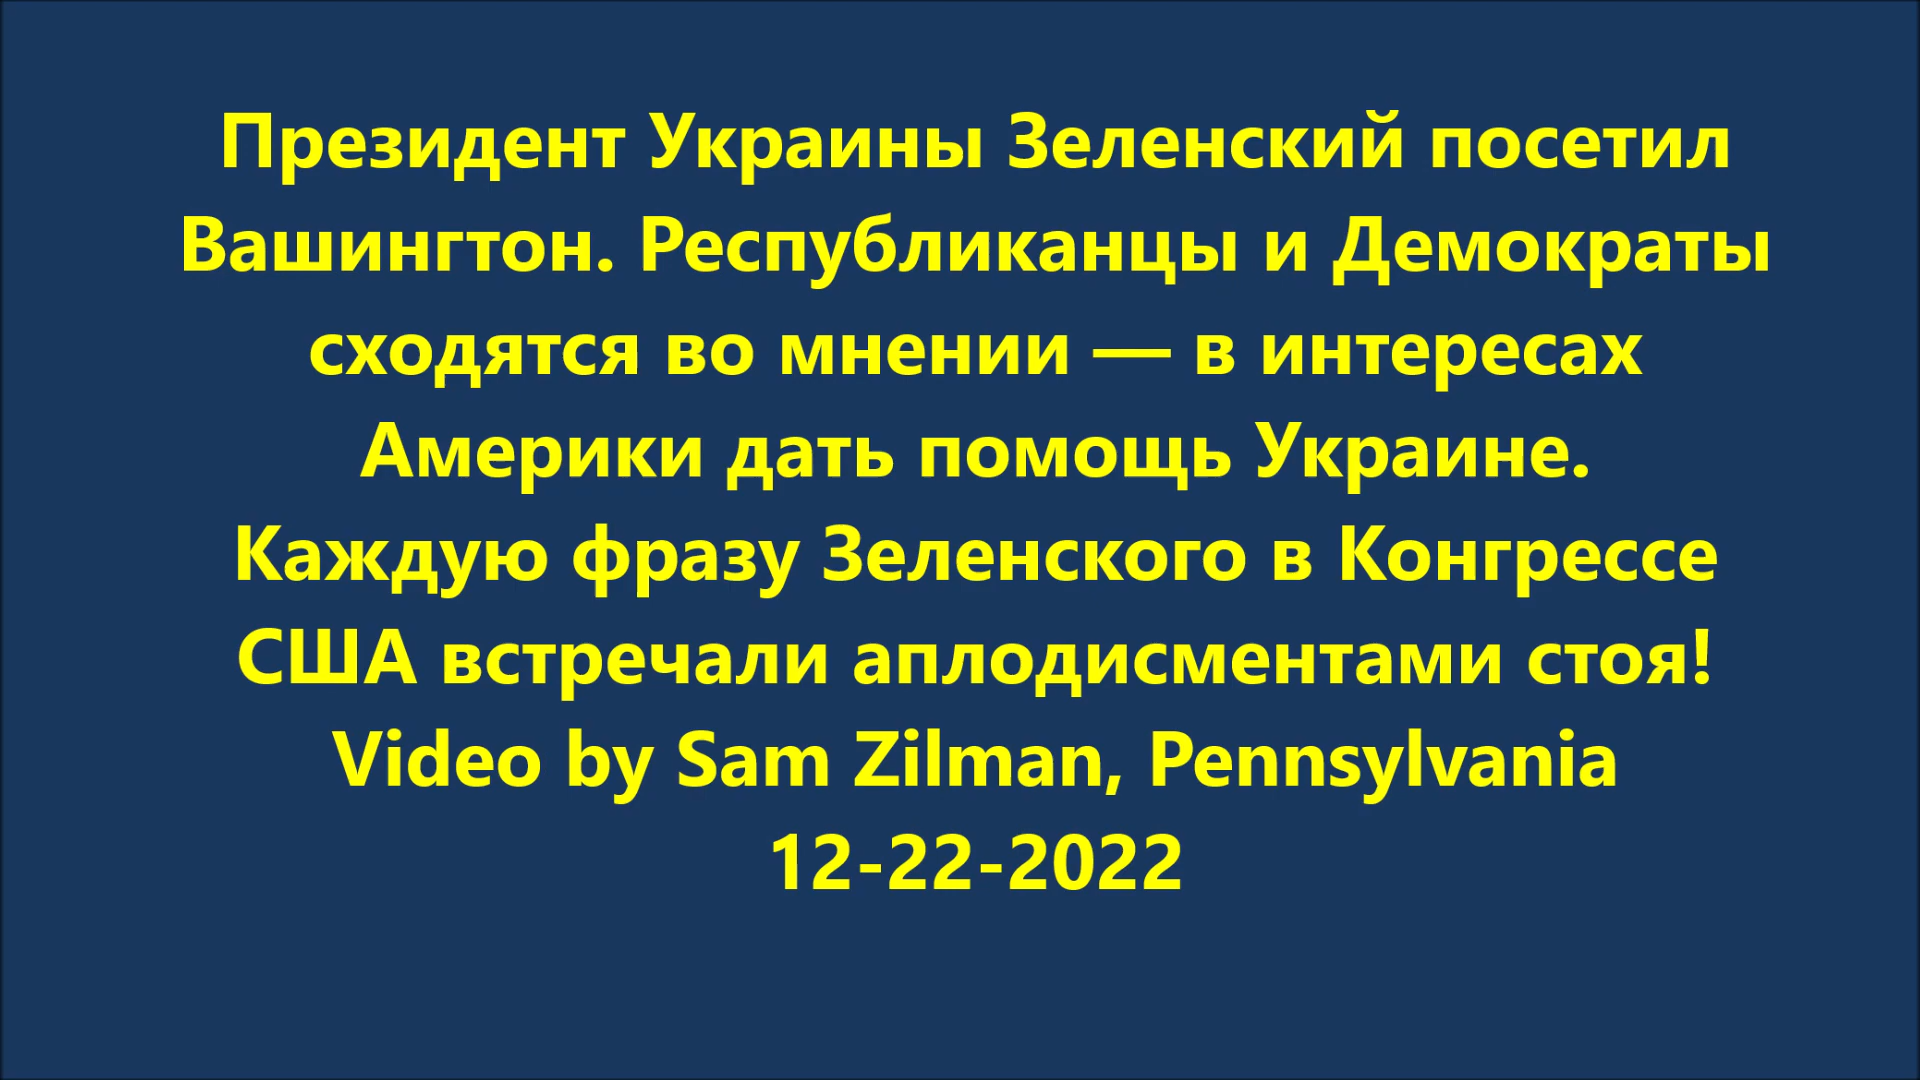 Президент Украины Зеленский посетил
Вашингтон. Республиканцы и Демократы
сходятся во мнении — в интересах
Америки дать помощь Украине.
Каждую фразу Зеленского в Конгрессе
США встречали аплодисментами стоя!
Video by Sam Zilman, Pennsylvania
12-22-2022